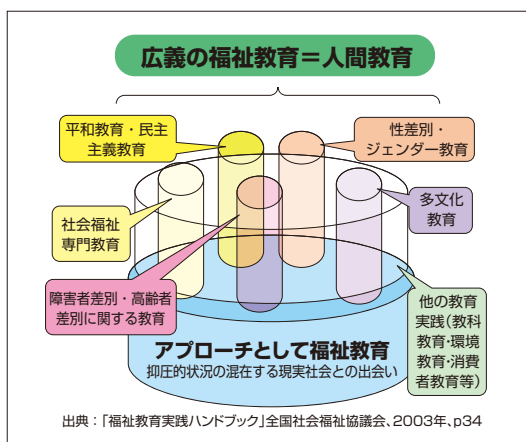 広義の福祉教育＝人間教育
平和教育・民主
主義教育
性差別・
ジェンダー教育
社会福祉
専門教育
多文化
教育
障害者差別・高齢者
差別に関する教育
他の教育
実践(教科
教育・環境
教育・消費
者教育等)
アプローチとして福祉教育
抑圧的状況の混在する現実社会との出会い
出典：「福祉教育実践ハンドブック」全国社会福祉協議会、2003年、p34